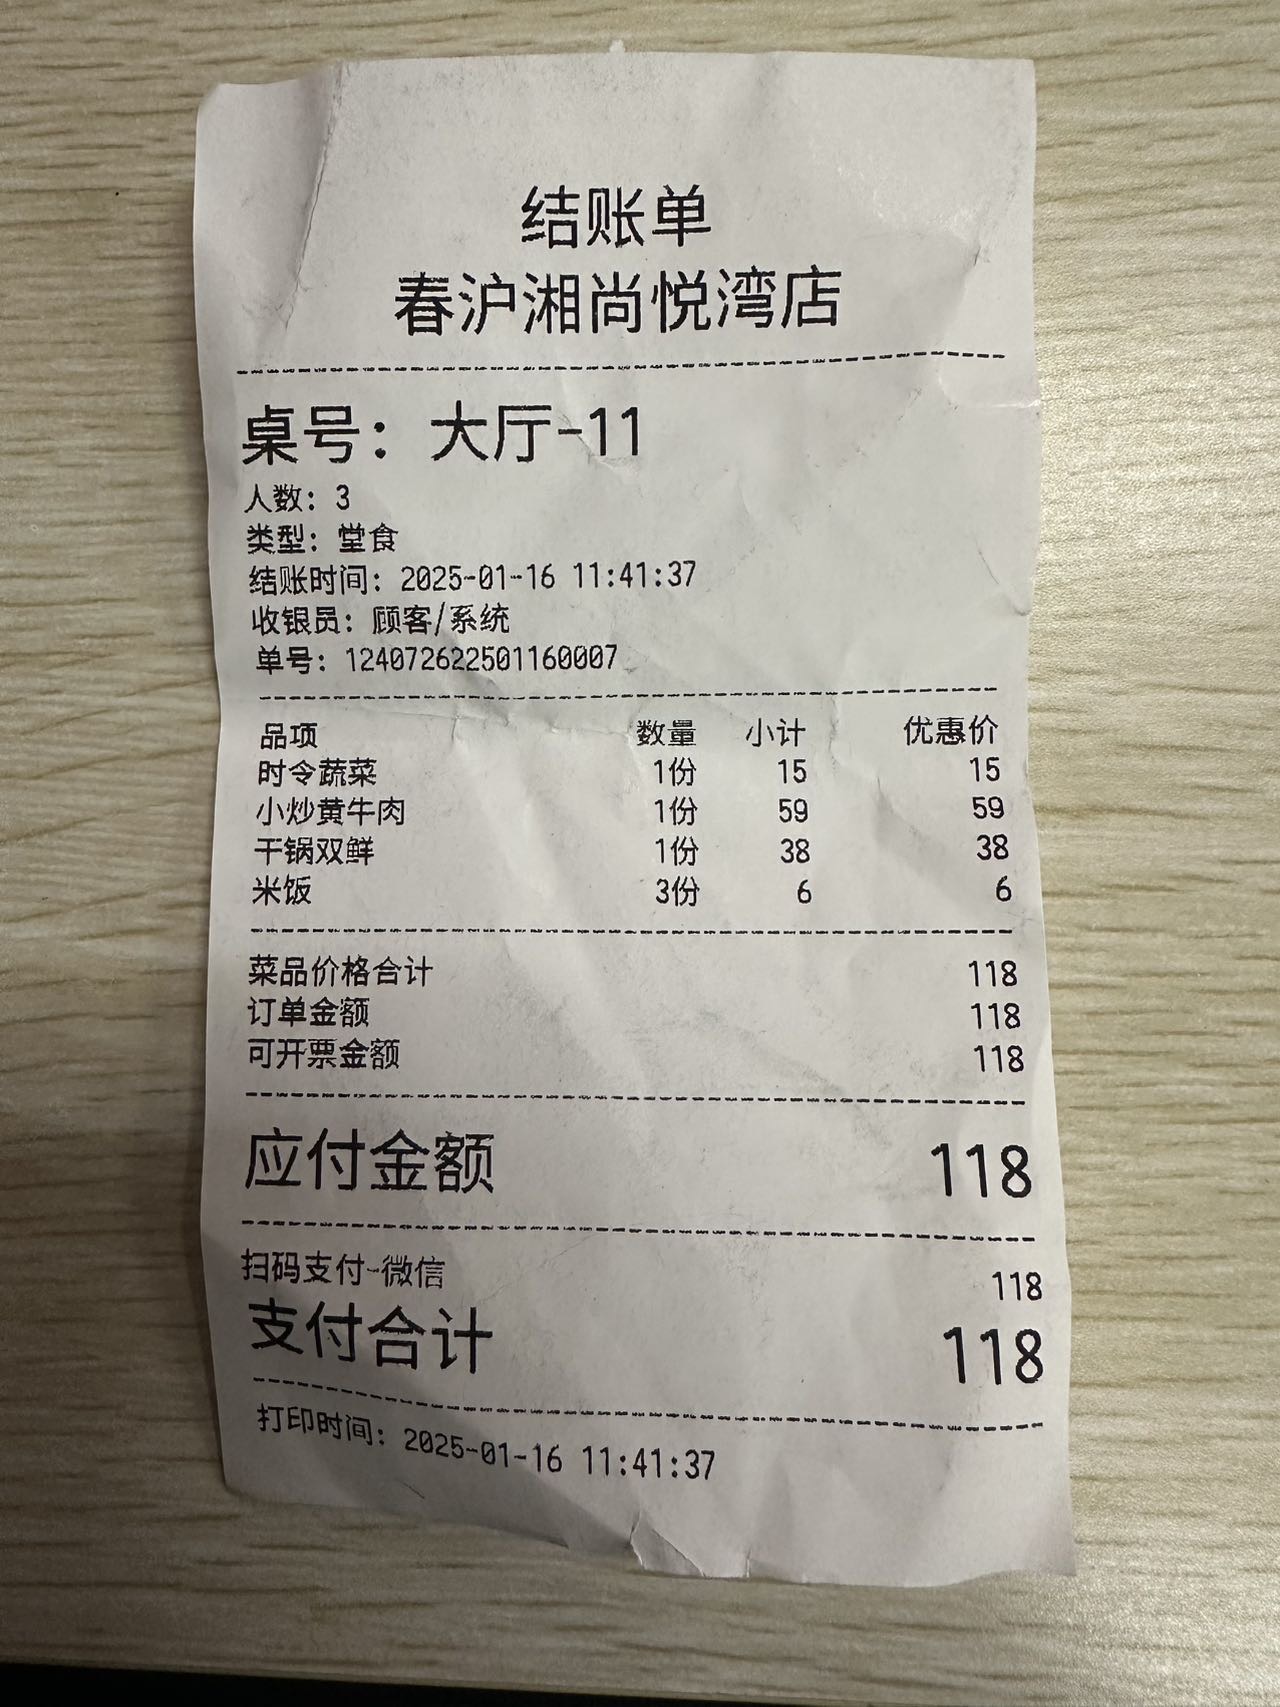 结账单
春沪湘尚悦湾店
桌号：大厅-11
人数：3
类型：堂食
结账时间：2025-01-16 11:41:37
收银员：顾客/系统
单号：124072622501160007
品项 数量 小计 优惠价
时令蔬菜 1份 15 15
小炒黄牛肉 1份 59 59
干锅双鲜 1份 38 38
米饭 3份 6 6
菜品价格合计 118
订单金额 118
可开票金额 118
应付金额 118
扫码支付-微信 118
支付合计 118
打印时间：2025-01-16 11:41:37